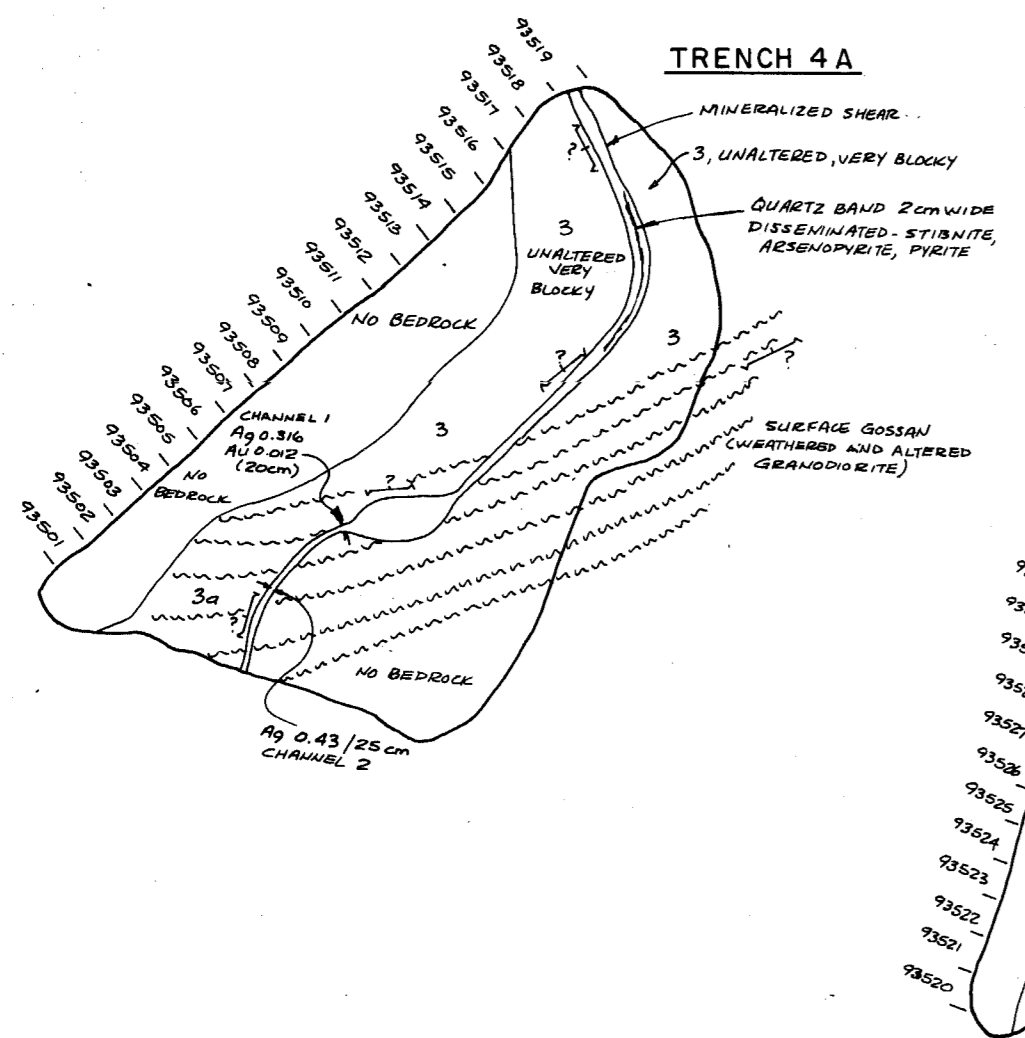 TRENCH 4A
93519
93518
93517
93516
93515
93514
93513
93512
93511
93510
93509
93508
93507
93506
93505
93504
93503
93502
93501
MINERALIZED SHEAR
3, UNALTERED, VERY BLOCKY
QUARTZ BAND 2cm WIDE
DISSEMINATED - STIBNITE,
ARSENOPYRITE, PYRITE
?
3
UNALTERED
VERY
BLOCKY
NO BEDROCK
3
?
?
CHANNEL 1
Ag 0.316
Au 0.012
(20cm)
3
SURFACE GOSSAN
(WEATHERED AND ALTERED
GRANODIORITE)
NO
BEDROCK
?
3a
?
NO BEDROCK
Ag 0.43/25cm
CHANNEL 2
93527
93526
93525
93524
93523
93522
93521
93520